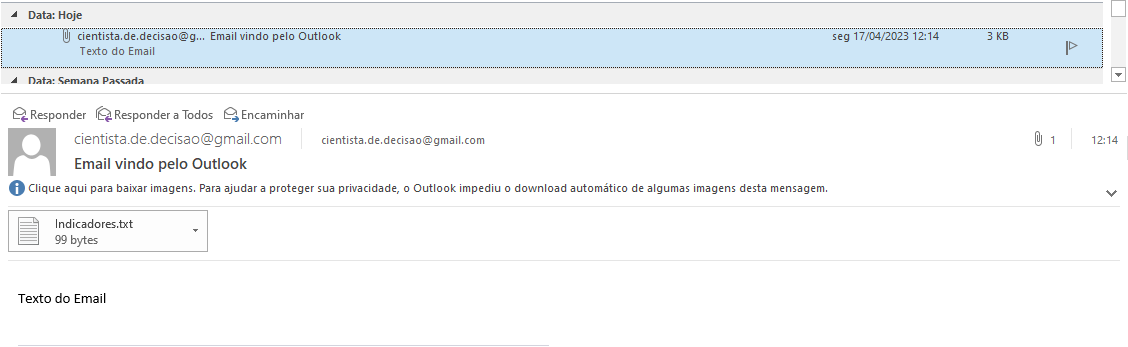 Data: Hoje
cientista.de.decisao@g... Email vindo pelo Outlook seg 17/04/2023 12:14 3 KB
Texto do Email
Data: Semana Passada
Responder Responder a Todos Encaminhar
cientista.de.decisao@gmail.com cientista.de.decisao@gmail.com 1 12:14
Email vindo pelo Outlook
Clique aqui para baixar imagens. Para ajudar a proteger sua privacidade, o Outlook impediu o download automático de algumas imagens desta mensagem.
Indicadores.txt
99 bytes
Texto do Email